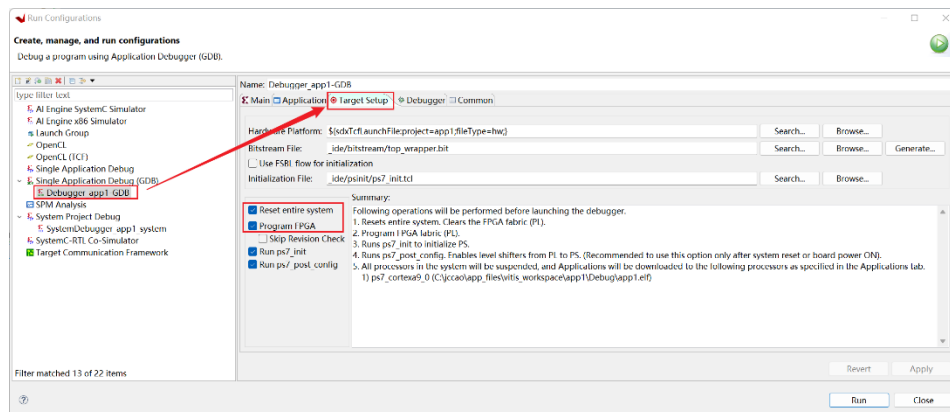 Run Configurations
Create, manage, and run configurations
Debug a program using Application Debugger (GDB).
type filter text
AI Engine SystemC Simulator
AI Engine x86 Simulator
Launch Group
OpenCL
OpenCL (TCF)
Single Application Debug
Single Application Debug (GDB)
Debugger_app1-GDB
SPM Analysis
System Project Debug
SystemDebugger_app1_system
SystemC-RTL Co-Simulator
Target Communication Framework
Filter matched 13 of 22 items
Name: Debugger_app1-GDB
Main Application Target Setup Debugger Common
Hardware Platform: ${sdxTcfLaunchFile:project=app1;fileType=hw;} Search... Browse...
Bitstream File: _ide/bitstream/top_wrapper.bit Search... Browse... Generate...
Use FSBL flow for initialization
Initialization File: _ide/psinit/ps7_init.tcl Search... Browse...
Summary:
Reset entire system
Program FPGA
Skip Revision Check
Run ps7_init
Run ps7_post_config
Following operations will be performed before launching the debugger.
1. Resets entire system. Clears the FPGA fabric (PL).
2. Program FPGA fabric (PL).
3. Runs ps7_init to initialize PS.
4. Runs ps7_post_config. Enables level shifters from PL to PS. (Recommended to use this option only after system reset or board power ON).
5. All processors in the system will be suspended, and Applications will be downloaded to the following processors as specified in the Applications tab.
1) ps7_cortexa9_0 (C:\jccao\app_files\vitis_workspace\app1\Debug\app1.elf)
Revert Apply
Run Close